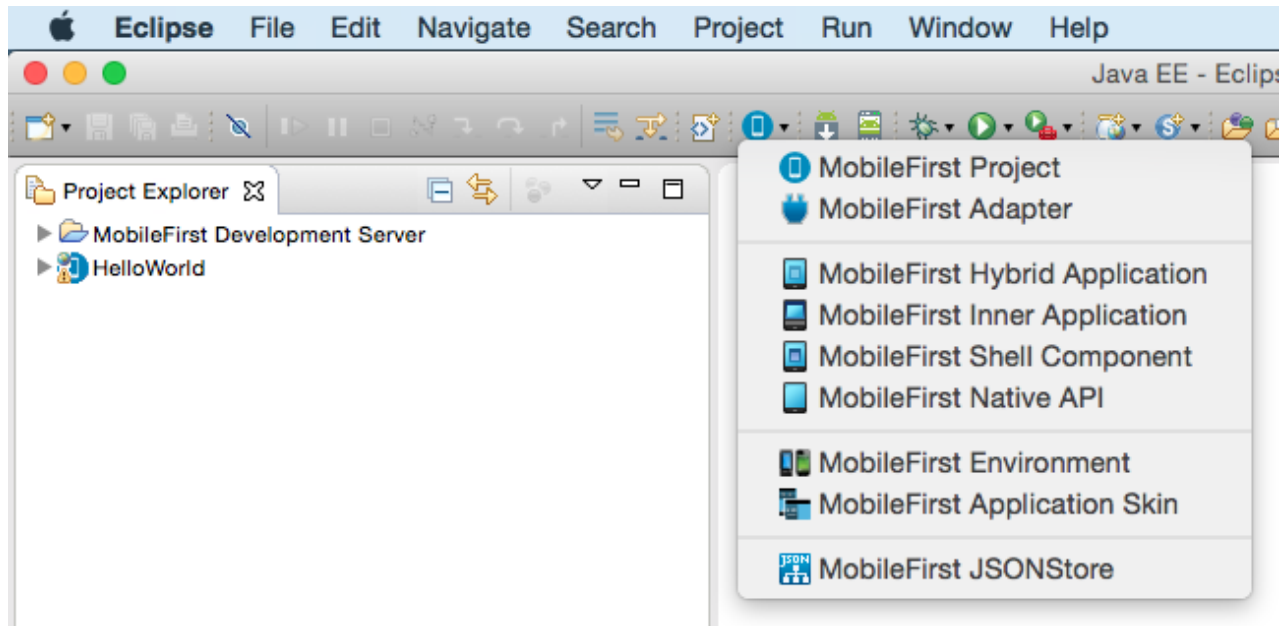 Eclipse File Edit Navigate Search Project Run Window Help
Java EE - Eclips
Project Explorer
MobileFirst Development Server
HelloWorld
MobileFirst Project
MobileFirst Adapter
MobileFirst Hybrid Application
MobileFirst Inner Application
MobileFirst Shell Component
MobileFirst Native API
MobileFirst Environment
MobileFirst Application Skin
JSON
MobileFirst JSONStore